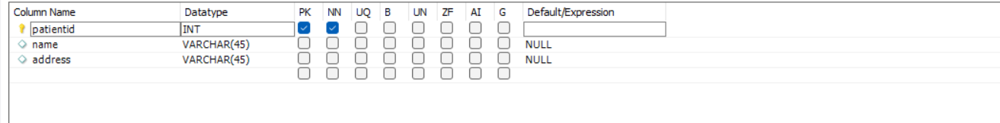 Column Name Datatype PK NN UQ B UN ZF AI G Default/Expression
patientid INT
name VARCHAR(45) NULL
address VARCHAR(45) NULL